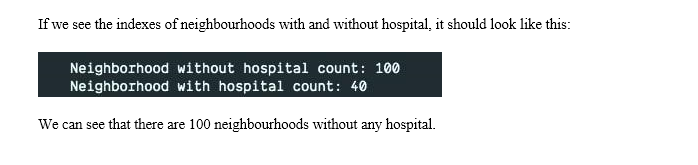 If we see the indexes of neighbourhoods with and without hospital, it should look like this:
Neighborhood without hospital count: 100
Neighborhood with hospital count: 40
We can see that there are 100 neighbourhoods without any hospital.